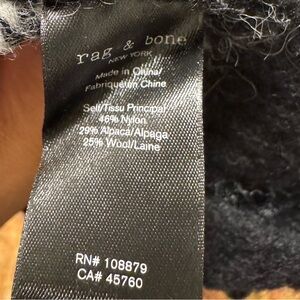 rag & bone
NEW YORK
Made in China/
Fabriqué en Chine
Self/Tissu Principal
46% Nylon
29% Alpaca/Alpaga
25% Wool/Laine
RN# 108879
CA# 45760